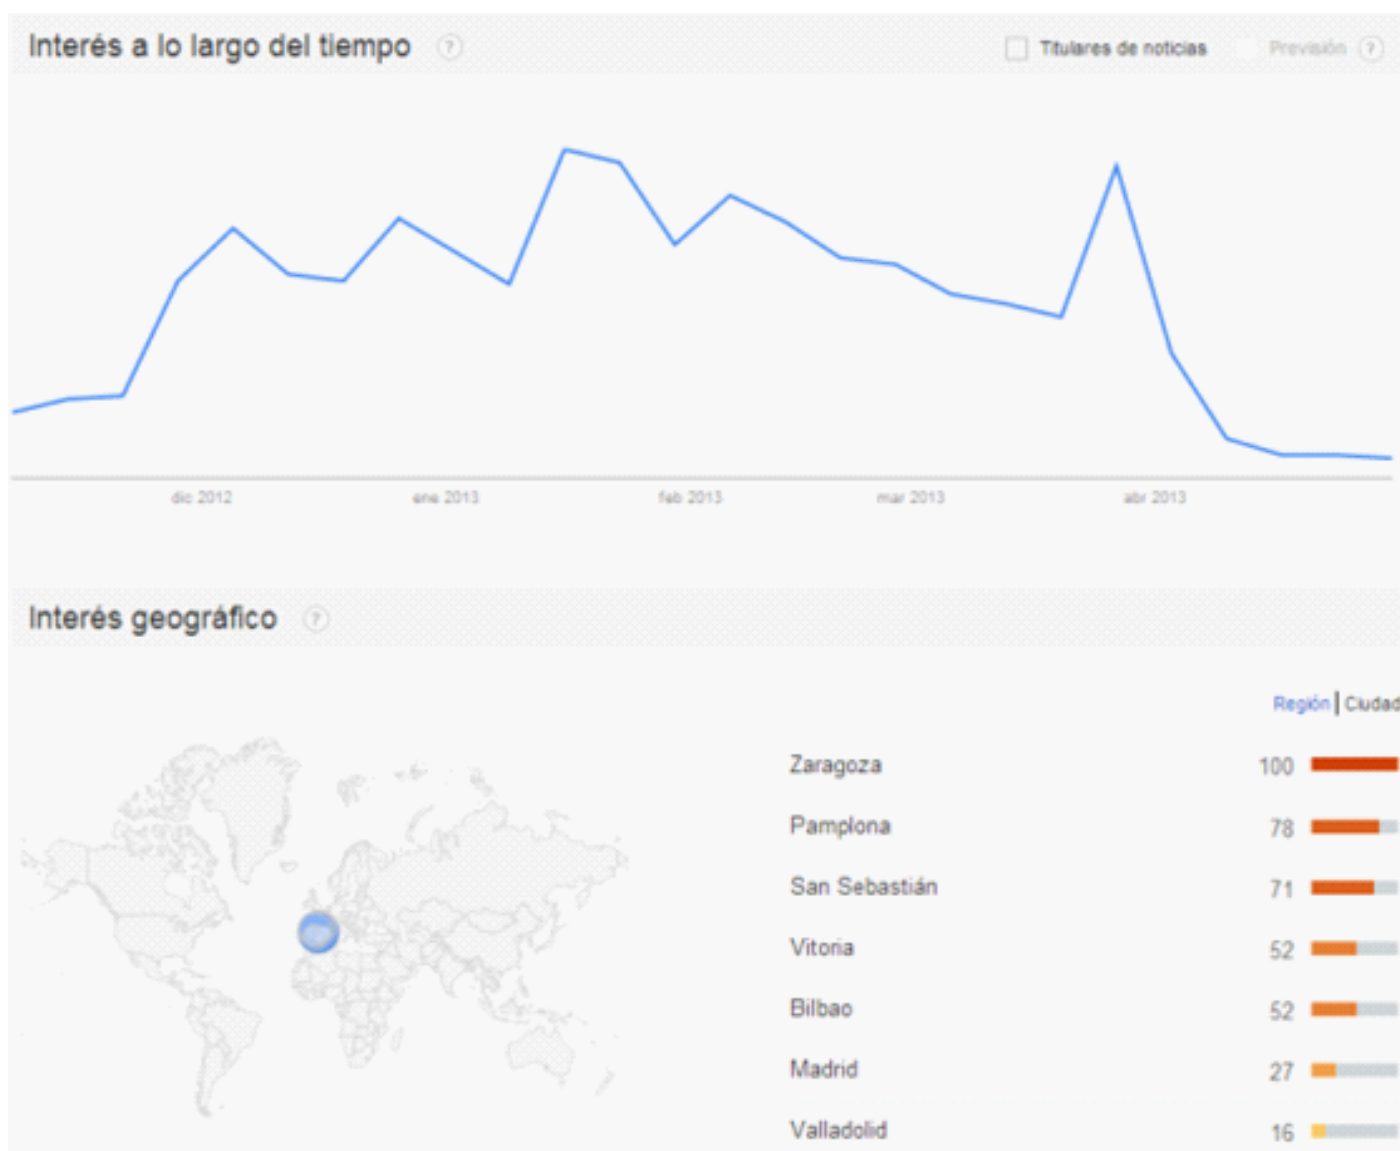 Interés a lo largo del tiempo ?
Titulares de noticias Previsión ?
dic 2012 ene 2013 feb 2013 mar 2013 abr 2013
Interés geográfico ?
Región | Ciudad
Zaragoza 100
Pamplona 78
San Sebastián 71
Vitoria 52
Bilbao 52
Madrid 27
Valladolid 16